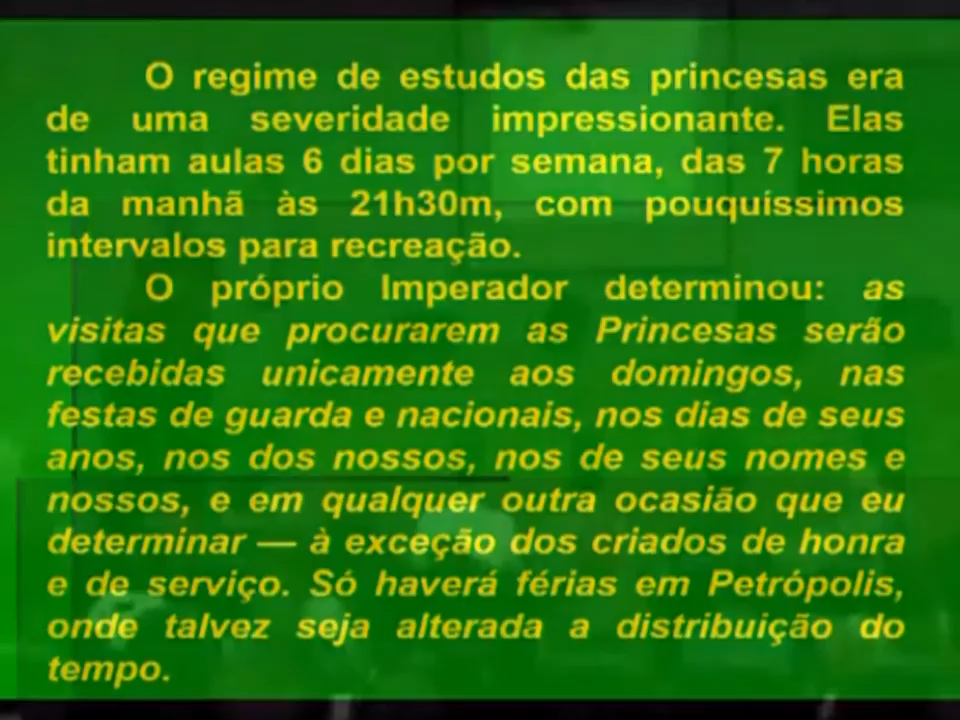 O regime de estudos das princesas era
de uma severidade impressionante. Elas
tinham aulas 6 dias por semana, das 7 horas
da manhã às 21h30m, com pouquíssimos
intervalos para recreação.
O próprio Imperador determinou: as
visitas que procurarem as Princesas serão
recebidas unicamente aos domingos, nas
festas de guarda e nacionais, nos dias de seus
anos, nos dos nossos, nos de seus nomes e
nossos, e em qualquer outra ocasião que eu
determinar — à exceção dos criados de honra
e de serviço. Só haverá férias em Petrópolis,
onde talvez seja alterada a distribuição do
tempo.